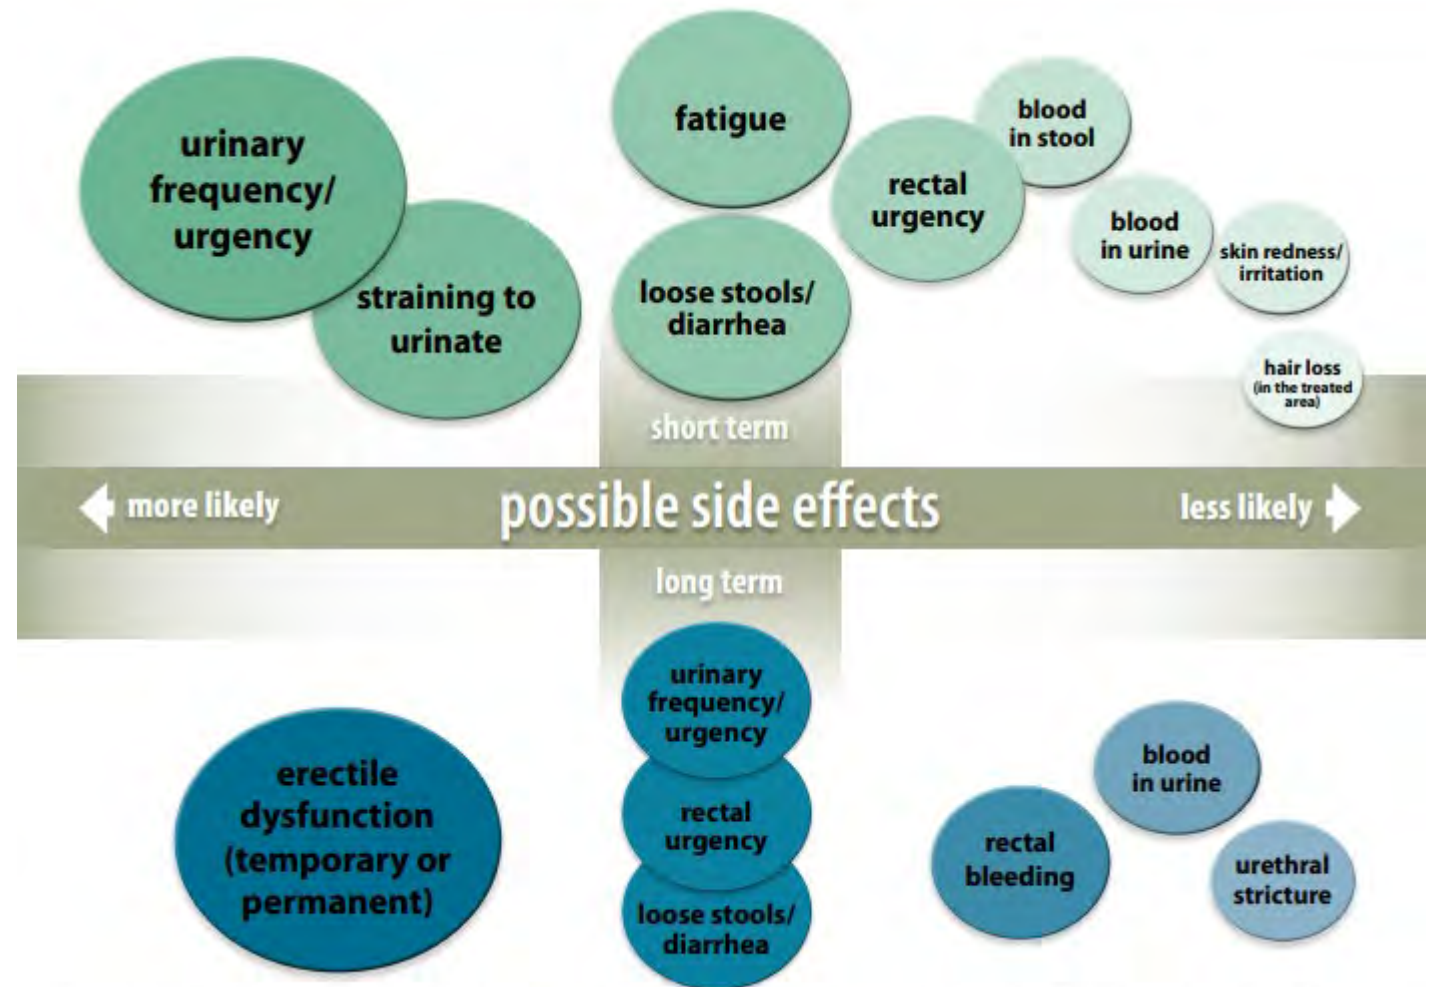 urinary
frequency/
urgency
straining to
urinate
fatigue
loose stools/
diarrhea
rectal
urgency
blood
in stool
blood
in urine
skin redness/
irritation
hair loss
(in the treated
area)
short term
more likely
possible side effects
less likely
long term
erectile
dysfunction
(temporary or
permanent)
urinary
frequency/
urgency
rectal
urgency
loose stools/
diarrhea
rectal
bleeding
blood
in urine
urethral
stricture